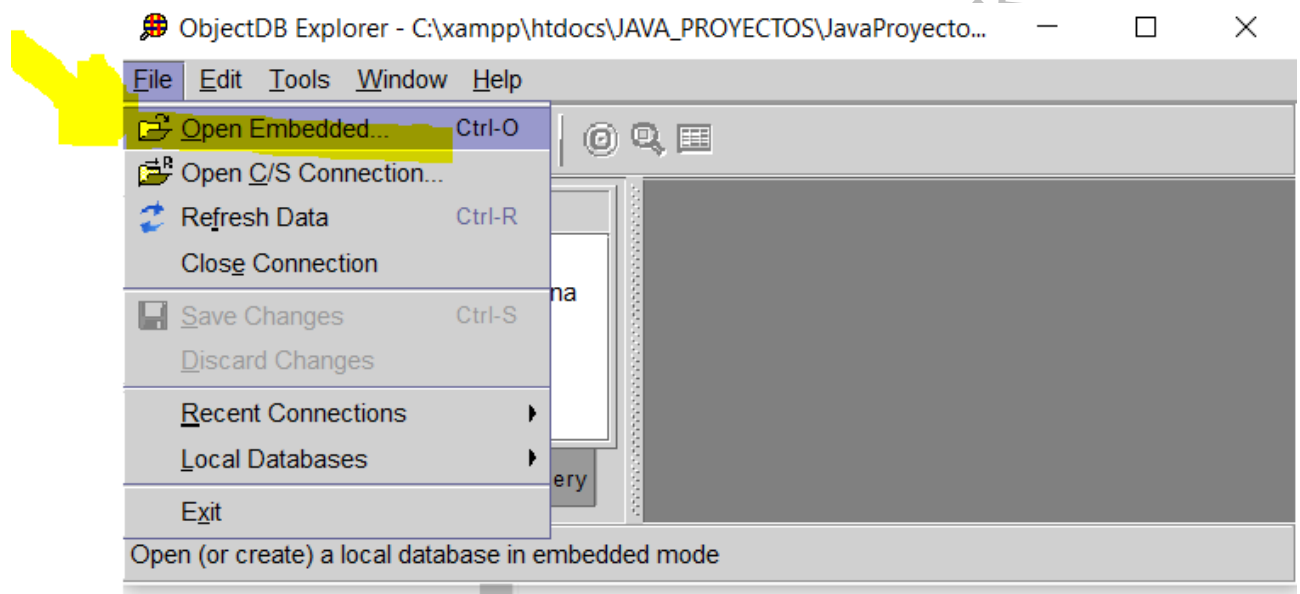 ObjectDB Explorer - C:\xampp\htdocs\JAVA_PROYECTOS\JavaProyecto...
File Edit Tools Window Help
Open Embedded... Ctrl-O
Open C/S Connection...
Refresh Data Ctrl-R
Close Connection
na
Save Changes Ctrl-S
Discard Changes
Recent Connections
Local Databases
ery
Exit
Open (or create) a local database in embedded mode